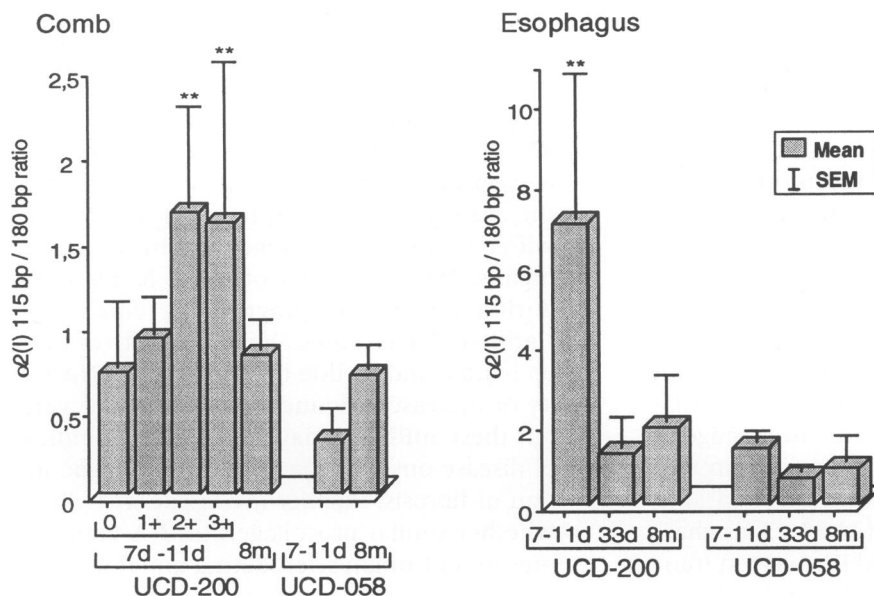 Comb
α2(I) 115 bp / 180 bp ratio
2,5
2
1,5
1
0,5
0
**
**
0 1+ 2+ 3+
7d -11d 8m
UCD-200
7-11d 8m
UCD-058
Esophagus
α2(I) 115 bp / 180 bp ratio
10
8
6
4
2
0
**
7-11d 33d 8m
UCD-200
7-11d 33d 8m
UCD-058
Mean
SEM